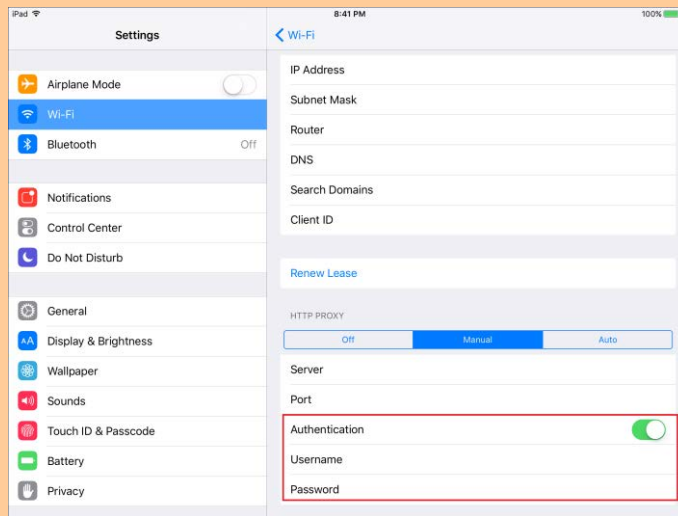 iPad
8:41 PM
100%
Settings
Wi-Fi
Airplane Mode
Wi-Fi
Bluetooth
Off
Notifications
Control Center
Do Not Disturb
General
AA
Display & Brightness
Wallpaper
Sounds
Touch ID & Passcode
Battery
Privacy
IP Address
Subnet Mask
Router
DNS
Search Domains
Client ID
Renew Lease
HTTP PROXY
Off
Manual
Auto
Server
Port
Authentication
Username
Password